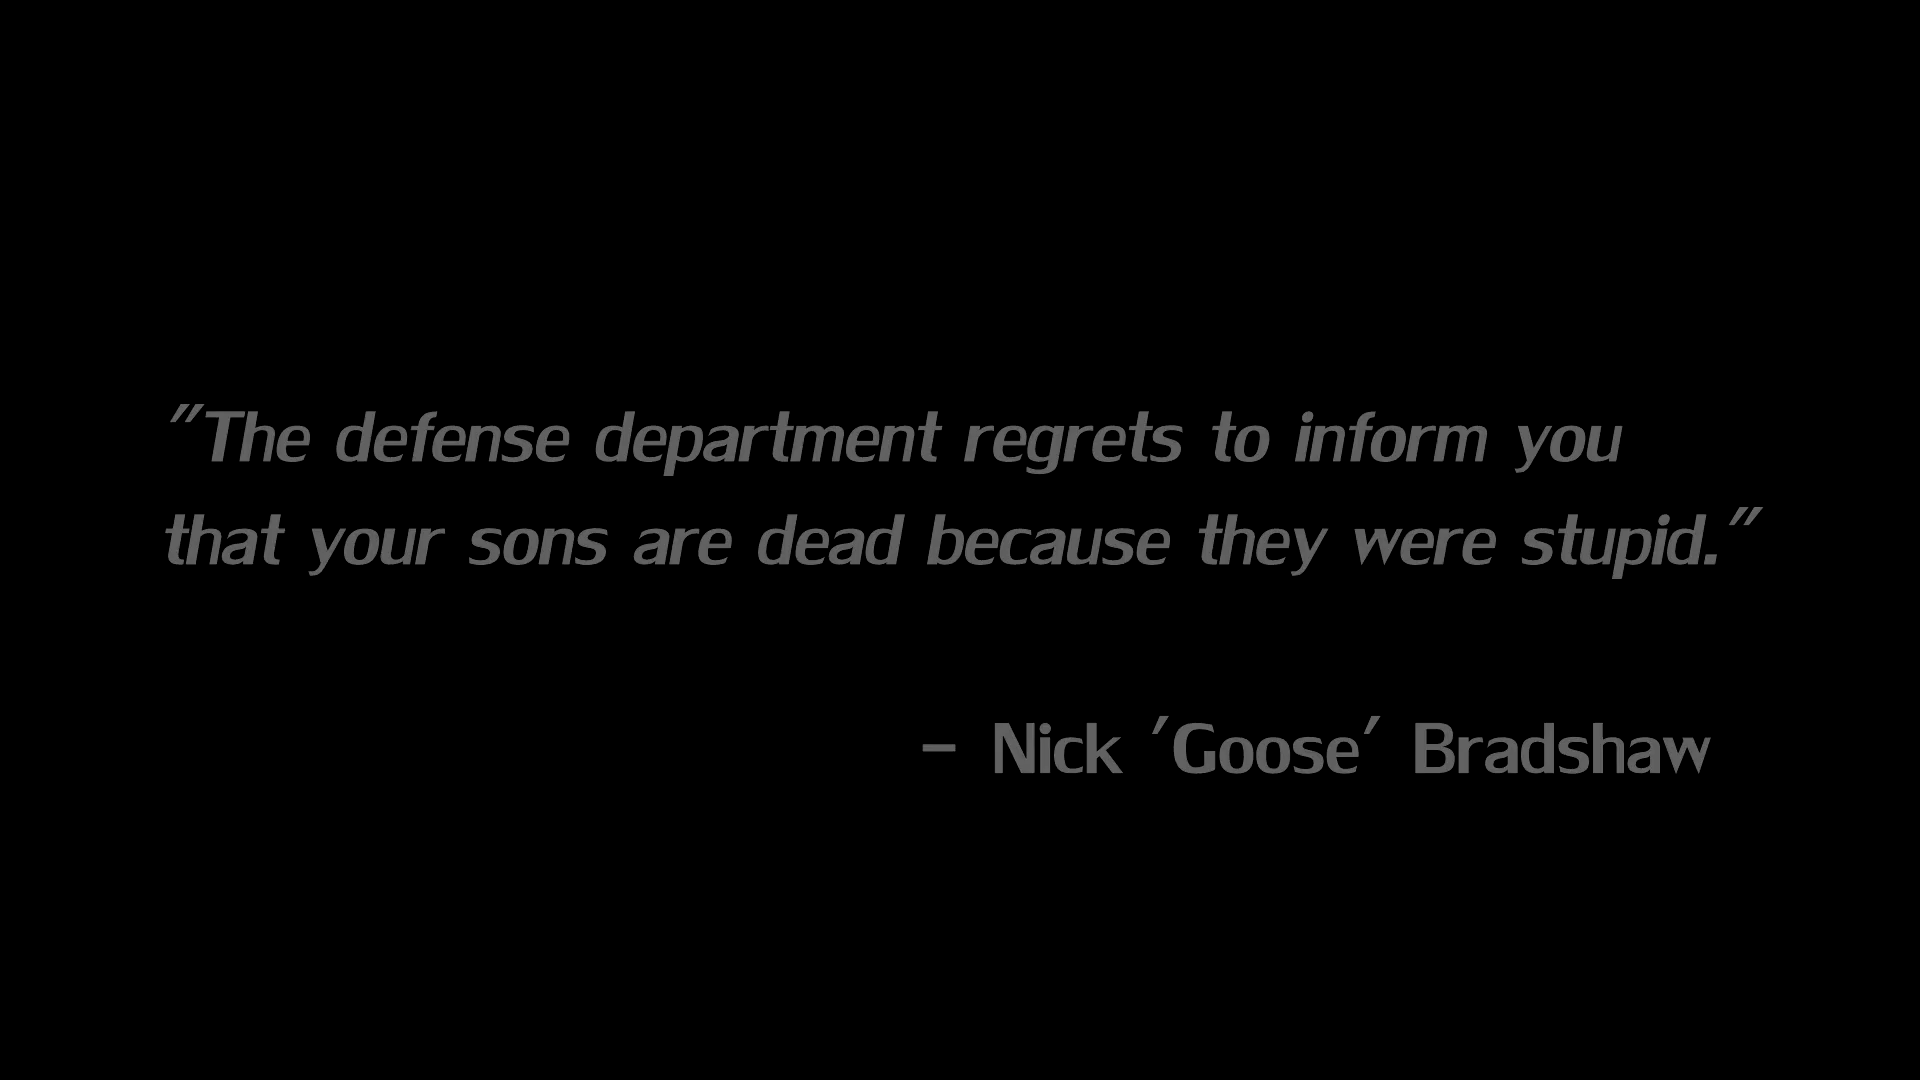 "The defense department regrets to inform you
that your sons are dead because they were stupid."
- Nick 'Goose' Bradshaw